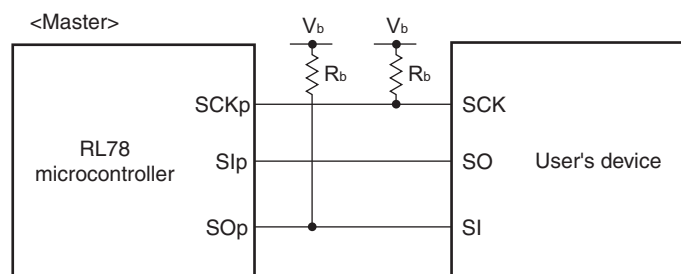 <Master>
Vb Vb
Rb Rb
SCKp SCK
RL78
microcontroller
SIp SO
User's device
SOp SI